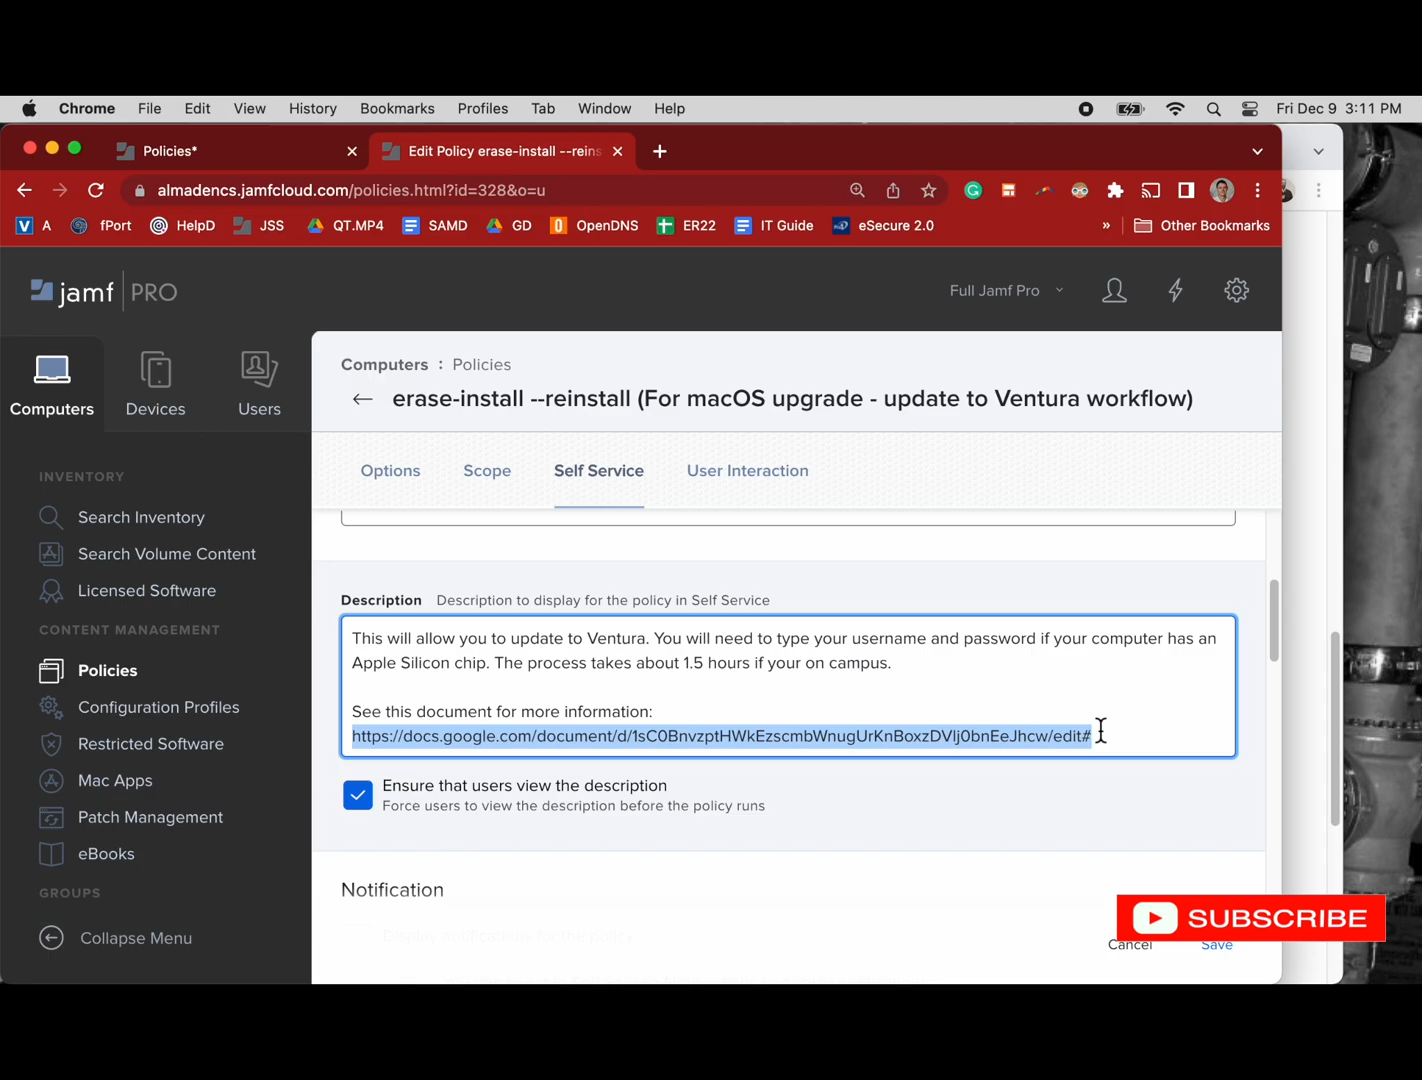 Chrome File Edit View History Bookmarks Profiles Tab Window Help Fri Dec 9 3:11 PM
Policies* Edit Policy erase-install --reins
almadencs.jamfcloud.com/policies.html?id=328&o=u
A fPort HelpD JSS QT.MP4 SAMD GD OpenDNS ER22 IT Guide eSecure 2.0 » Other Bookmarks
jamf PRO Full Jamf Pro
Computers Devices Users
Computers : Policies
← erase-install --reinstall (For macOS upgrade - update to Ventura workflow)
Options Scope Self Service User Interaction
INVENTORY
Search Inventory
Search Volume Content
Licensed Software
CONTENT MANAGEMENT
Policies
Configuration Profiles
Restricted Software
Mac Apps
Patch Management
eBooks
GROUPS
Collapse Menu
Description Description to display for the policy in Self Service
This will allow you to update to Ventura. You will need to type your username and password if your computer has an
Apple Silicon chip. The process takes about 1.5 hours if your on campus.
See this document for more information:
https://docs.google.com/document/d/1sC0BnvzptHWkEzscmbWnugUrKnBoxzDVlj0bnEeJhcw/edit#
Ensure that users view the description
Force users to view the description before the policy runs
Notification
SUBSCRIBE
Cancel Save